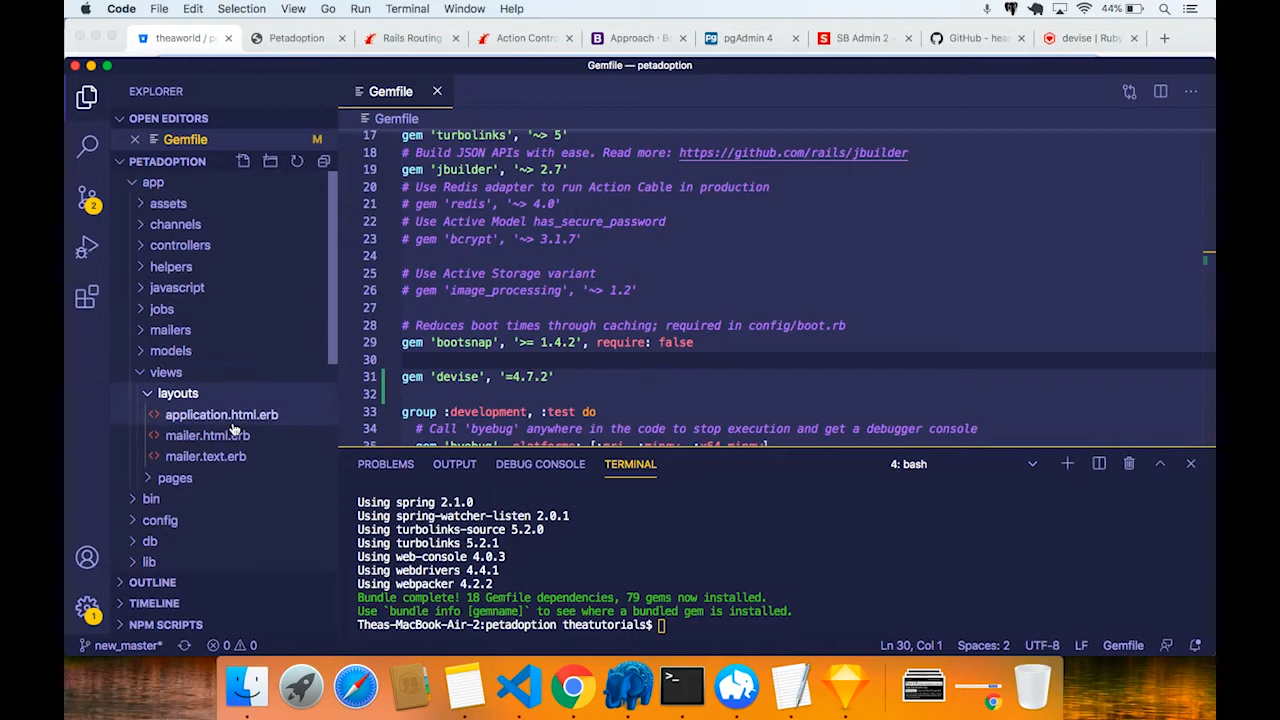 Code File Edit Selection View Go Run Terminal Window Help 44%
theaworld / pe Petadoption Rails Routing Action Contro Approach · Bo pgAdmin 4 SB Admin 2 - GitHub - hear devise | Ruby
Gemfile — petadoption
EXPLORER
OPEN EDITORS
Gemfile M
PETADOPTION
app
assets
channels
controllers
helpers
javascript
jobs
mailers
models
views
layouts
application.html.erb
mailer.html.erb
mailer.text.erb
pages
bin
config
db
lib
OUTLINE
TIMELINE
NPM SCRIPTS
2
1
Gemfile
Gemfile
17 gem 'turbolinks', '~> 5'
18 # Build JSON APIs with ease. Read more: https://github.com/rails/jbuilder
19 gem 'jbuilder', '~> 2.7'
20 # Use Redis adapter to run Action Cable in production
21 # gem 'redis', '~> 4.0'
22 # Use Active Model has_secure_password
23 # gem 'bcrypt', '~> 3.1.7'
24
25 # Use Active Storage variant
26 # gem 'image_processing', '~> 1.2'
27
28 # Reduces boot times through caching; required in config/boot.rb
29 gem 'bootsnap', '>= 1.4.2', require: false
30
31 gem 'devise', '=4.7.2'
32
33 group :development, :test do
34 # Call 'byebug' anywhere in the code to stop execution and get a debugger console
PROBLEMS OUTPUT DEBUG CONSOLE TERMINAL 4: bash
Using spring 2.1.0
Using spring-watcher-listen 2.0.1
Using turbolinks-source 5.2.0
Using turbolinks 5.2.1
Using web-console 4.0.3
Using webdrivers 4.4.1
Using webpacker 4.2.2
Bundle complete! 18 Gemfile dependencies, 79 gems now installed.
Use `bundle info [gemname]` to see where a bundled gem is installed.
Theas-MacBook-Air-2:petadoption theatutorials$
new_master* 0 0 Ln 30, Col 1 Spaces: 2 UTF-8 LF Gemfile